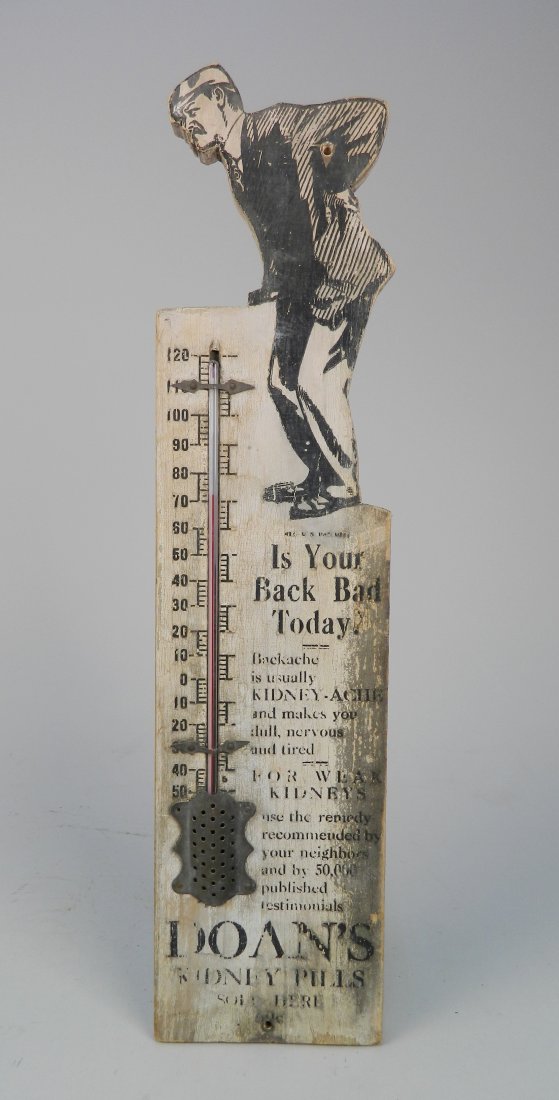 120
110
100
90
80
70
60
50
40
30
20
10
0
10
20
30
40
50
Is Your
Back Bad
Today?
Backache
is usually
KIDNEY-ACHE
and makes you
dull, nervous
and tired
FOR WEAK
KIDNEYS
use the remedy
recommended by
your neighbors
and by 50,000
published
testimonials
DOAN'S
KIDNEY PILLS
SOLD HERE